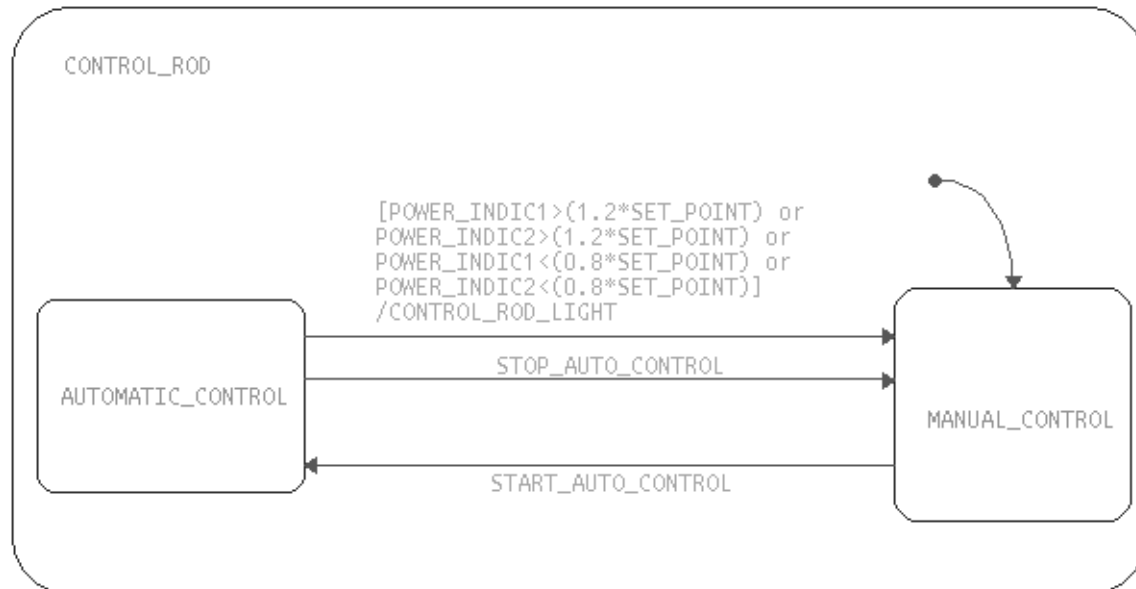 CONTROL_ROD
[POWER_INDIC1>(1.2*SET_POINT) or
POWER_INDIC2>(1.2*SET_POINT) or
POWER_INDIC1<(0.8*SET_POINT) or
POWER_INDIC2<(0.8*SET_POINT)]
/CONTROL_ROD_LIGHT
STOP_AUTO_CONTROL
AUTOMATIC_CONTROL
MANUAL_CONTROL
START_AUTO_CONTROL